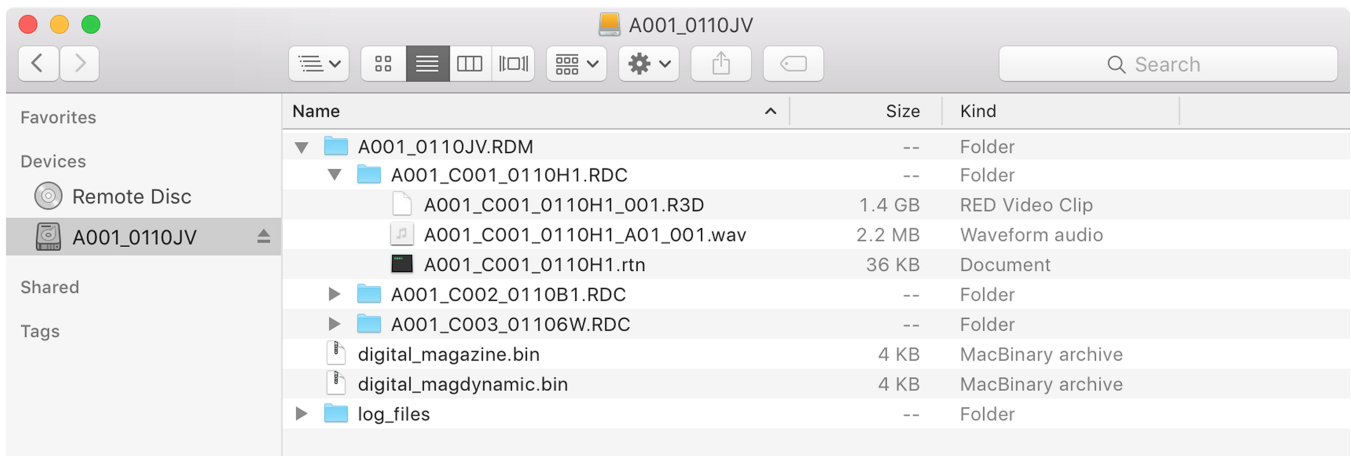 A001_0110JV
Search
Favorites
Devices
Remote Disc
A001_0110JV
Shared
Tags
Name Size Kind
A001_0110JV.RDM -- Folder
A001_C001_0110H1.RDC -- Folder
A001_C001_0110H1_001.R3D 1.4 GB RED Video Clip
A001_C001_0110H1_A01_001.wav 2.2 MB Waveform audio
A001_C001_0110H1.rtn 36 KB Document
A001_C002_0110B1.RDC -- Folder
A001_C003_01106W.RDC -- Folder
digital_magazine.bin 4 KB MacBinary archive
digital_magdynamic.bin 4 KB MacBinary archive
log_files -- Folder